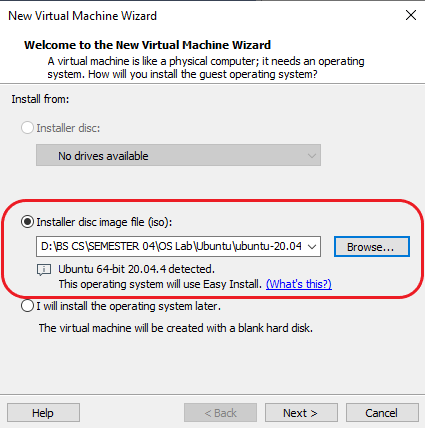 New Virtual Machine Wizard
Welcome to the New Virtual Machine Wizard
A virtual machine is like a physical computer; it needs an operating
system. How will you install the guest operating system?
Install from:
Installer disc:
No drives available
Installer disc image file (iso):
D:\BS CS\SEMESTER 04\OS Lab\Ubuntu\ubuntu-20.04
Browse...
Ubuntu 64-bit 20.04.4 detected.
This operating system will use Easy Install. (What's this?)
I will install the operating system later.
The virtual machine will be created with a blank hard disk.
Help
< Back
Next >
Cancel